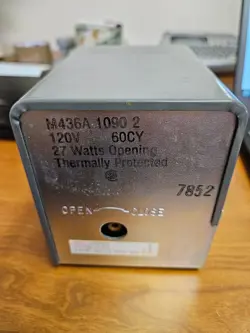 M436A 1090 2
120V 60CY
27 Watts Opening
Thermally Protected
7852
OPEN CLOSE